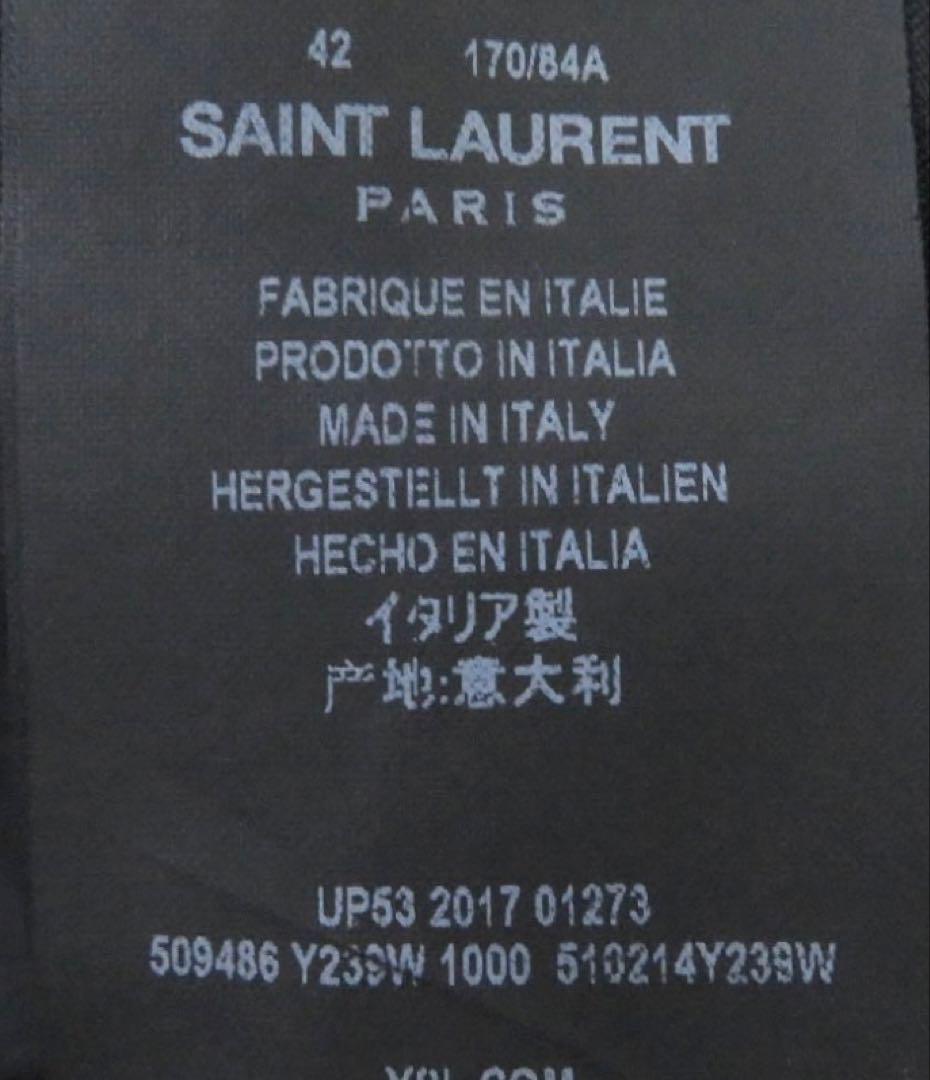 42 170/84A
SAINT LAURENT
PARIS
FABRIQUE EN ITALIE
PRODOTTO IN ITALIA
MADE IN ITALY
HERGESTELLT IN ITALIEN
HECHO EN ITALIA
イタリア製
产地:意大利
UP53 2017 01273
509486 Y239W 1000 510214Y239W
YSL.COM